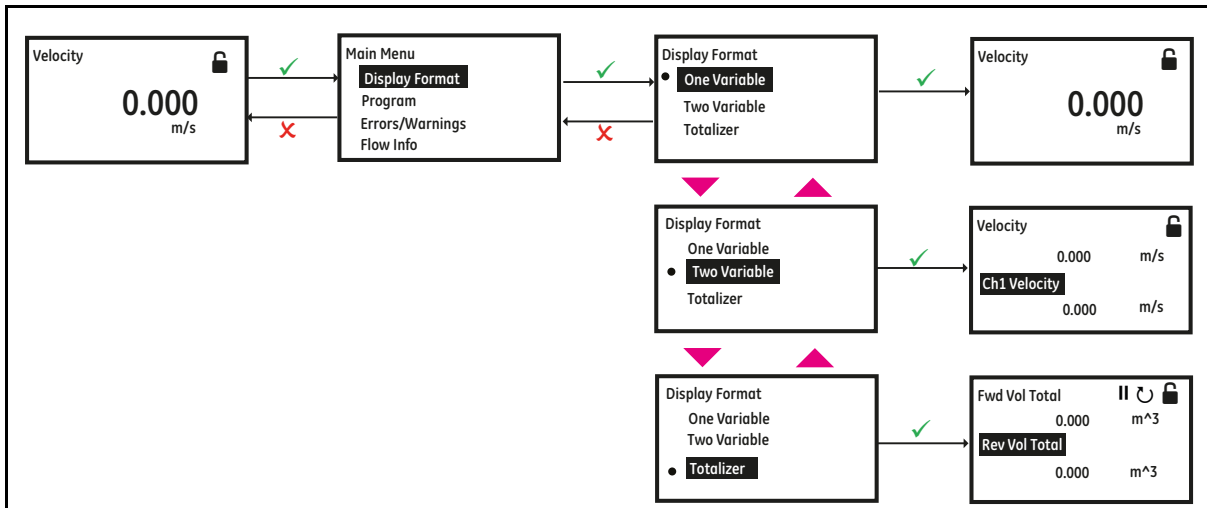 Velocity
0.000
m/s
Main Menu
Display Format
Program
Errors/Warnings
Flow Info
Display Format
One Variable
Two Variable
Totalizer
Velocity
0.000
m/s
Display Format
One Variable
Two Variable
Totalizer
Velocity
0.000 m/s
Ch1 Velocity
0.000 m/s
Display Format
One Variable
Two Variable
Totalizer
Fwd Vol Total
0.000 m^3
Rev Vol Total
0.000 m^3